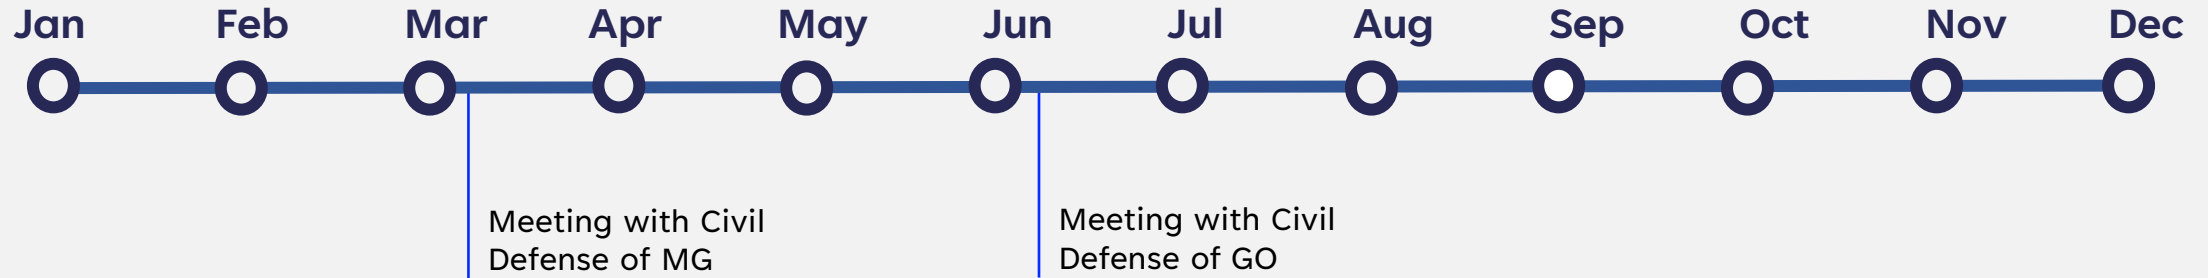 Jan Feb Mar Apr May Jun Jul Aug Sep Oct Nov Dec
Meeting with Civil
Defense of MG
Meeting with Civil
Defense of GO